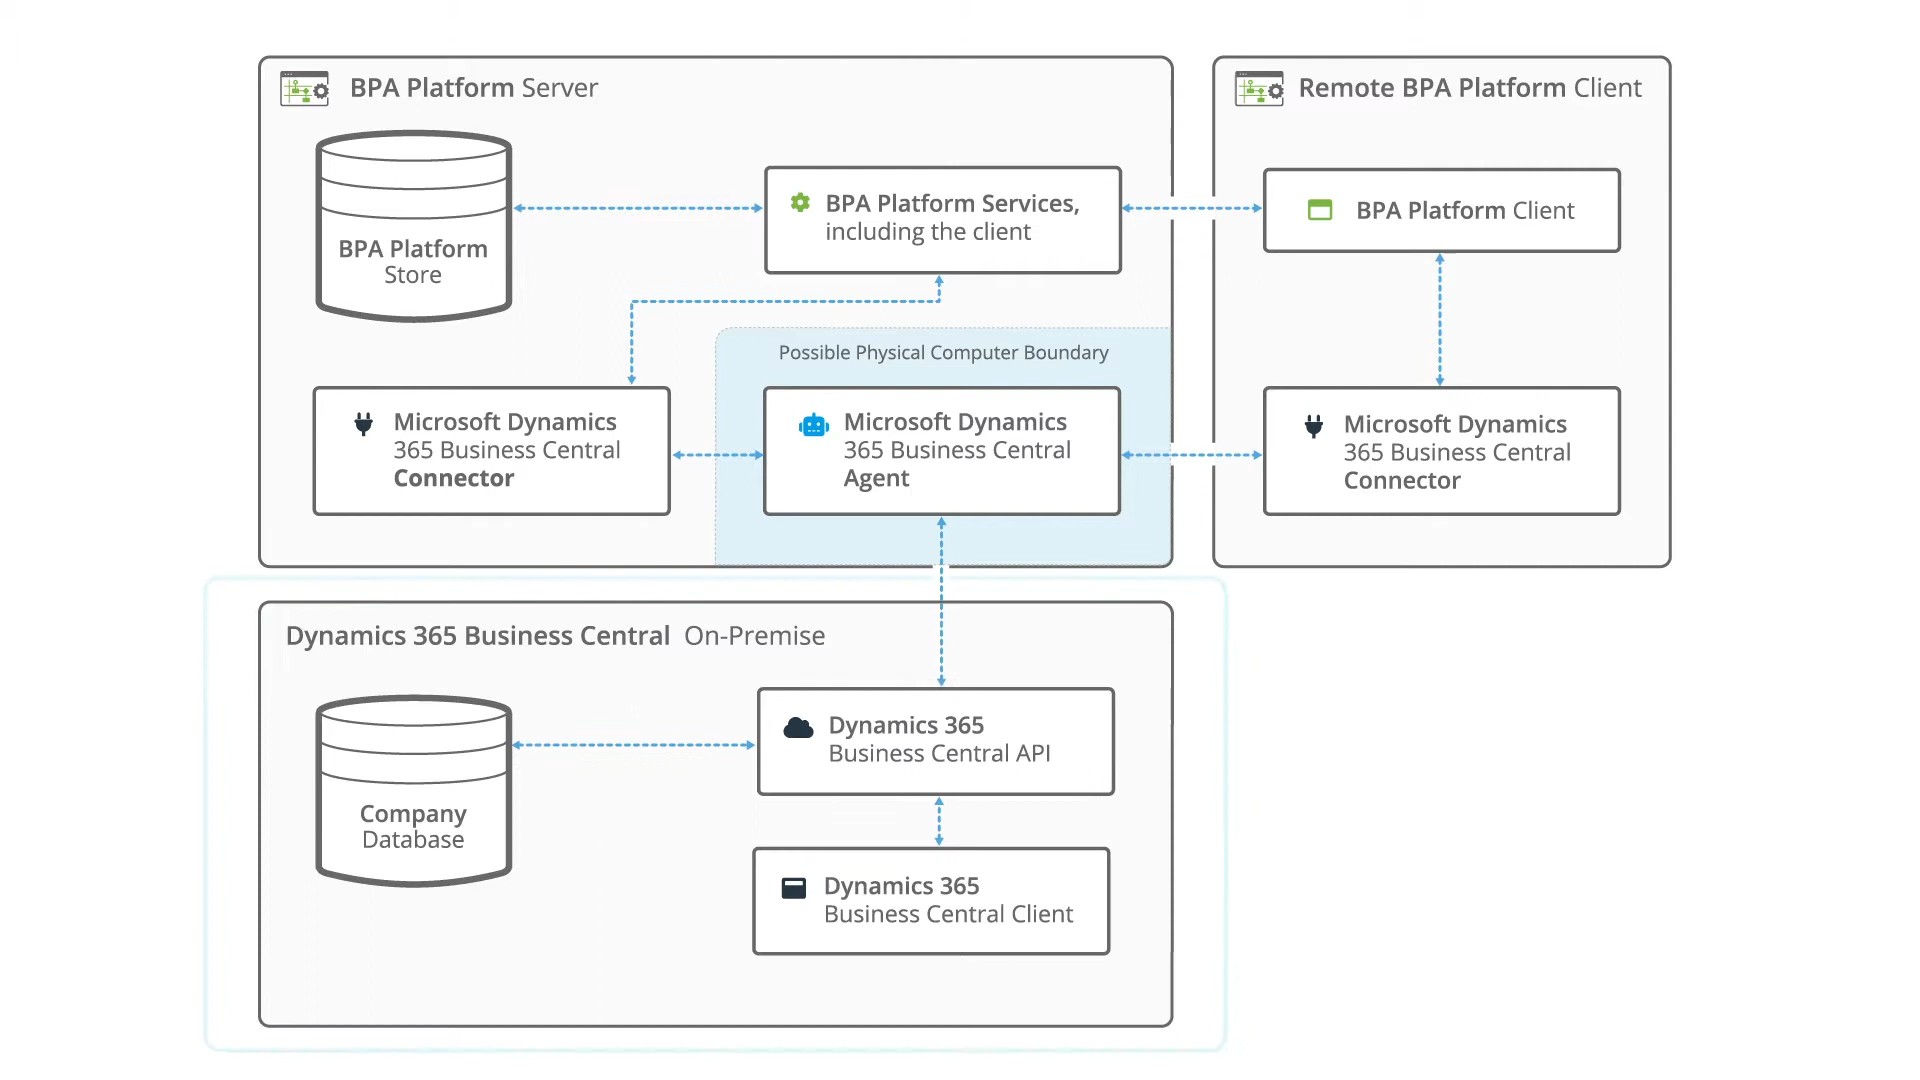 BPA Platform Server
BPA Platform
Store
BPA Platform Services,
including the client
Possible Physical Computer Boundary
Microsoft Dynamics
365 Business Central
Connector
Microsoft Dynamics
365 Business Central
Agent
Remote BPA Platform Client
BPA Platform Client
Microsoft Dynamics
365 Business Central
Connector
Dynamics 365 Business Central On-Premise
Company
Database
Dynamics 365
Business Central API
Dynamics 365
Business Central Client